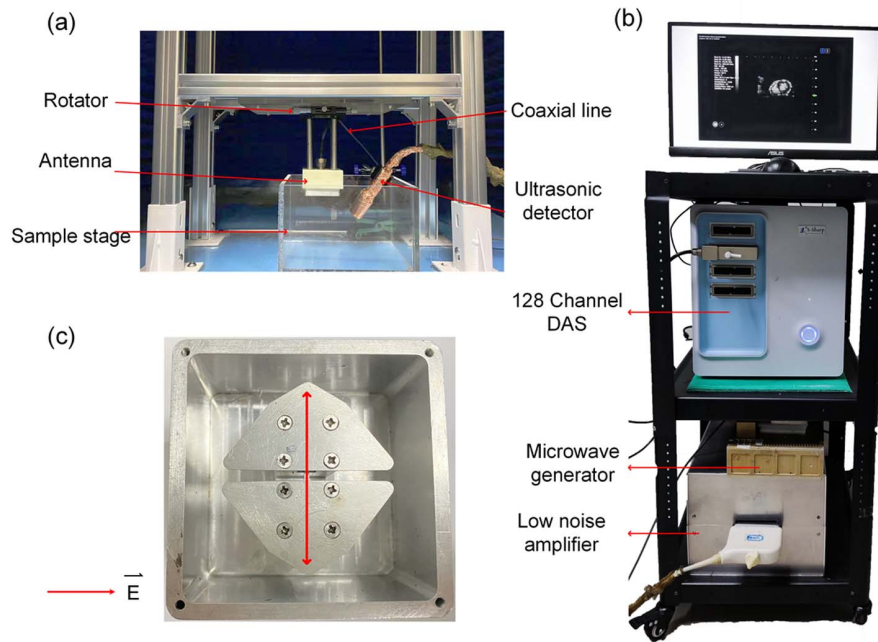 (a)
Rotator
Antenna
Sample stage
Coaxial line
Ultrasonic
detector
(b)
ASUS
128 Channel
DAS
Microwave
generator
Low noise
amplifier
(c)
E